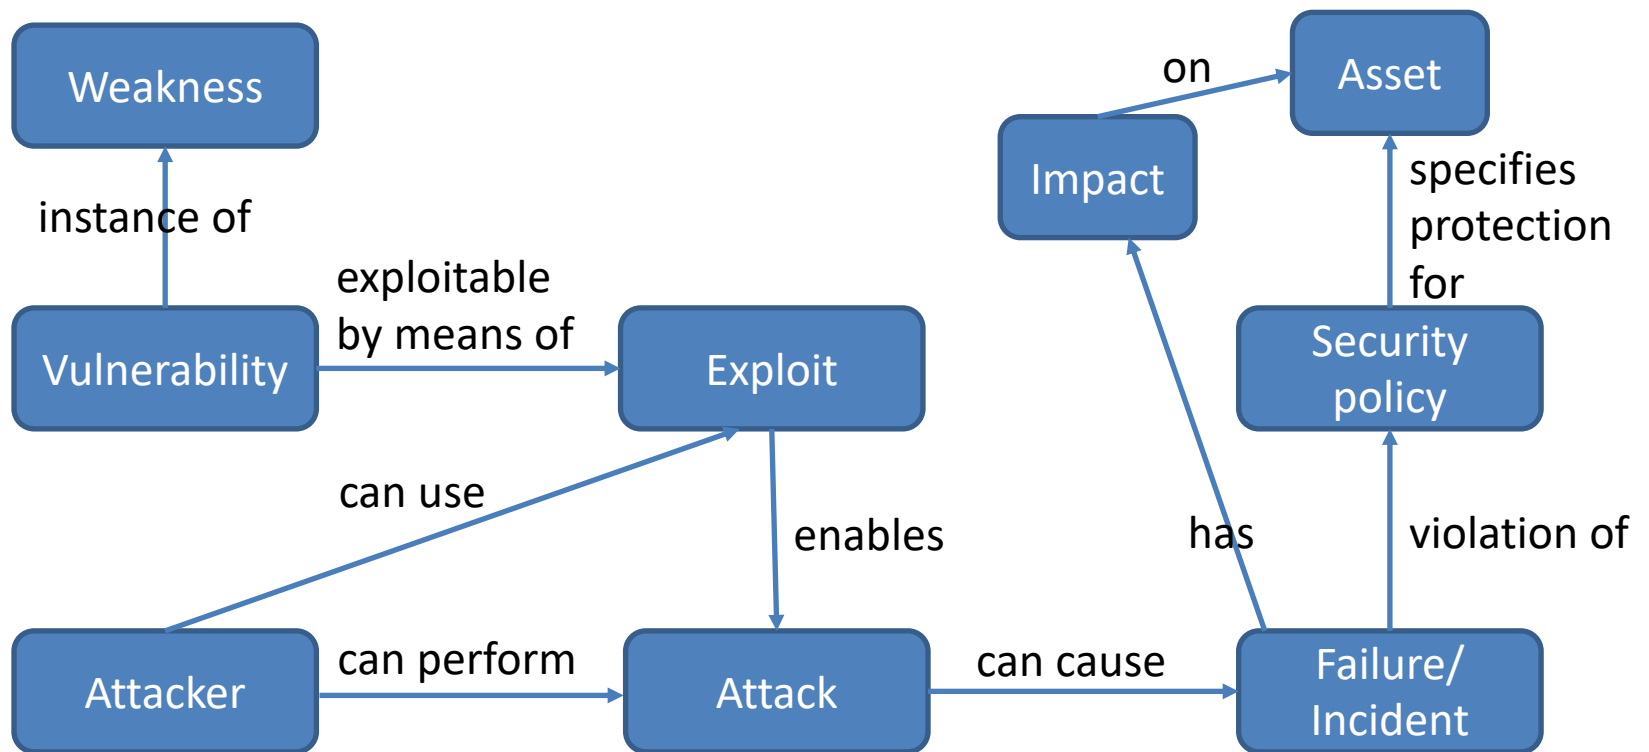 Weakness
on
Asset
Impact
instance of
specifies
protection
for
exploitable
by means of
Vulnerability
Exploit
Security
policy
can use
enables
has
violation of
Attacker
can perform
Attack
can cause
Failure/
Incident